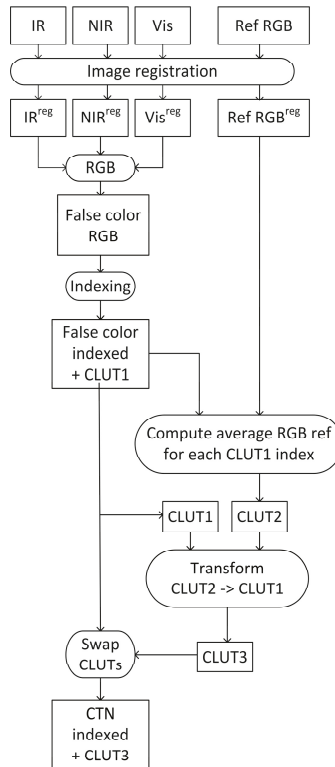 IR
NIR
Vis
Ref RGB
Image registration
IRreg
NIRreg
Visreg
Ref RGBreg
RGB
False color
RGB
Indexing
False color
indexed
+ CLUT1
Compute average RGB ref
for each CLUT1 index
CLUT1
CLUT2
Transform
CLUT2 -> CLUT1
Swap
CLUTs
CLUT3
CTN
indexed
+ CLUT3